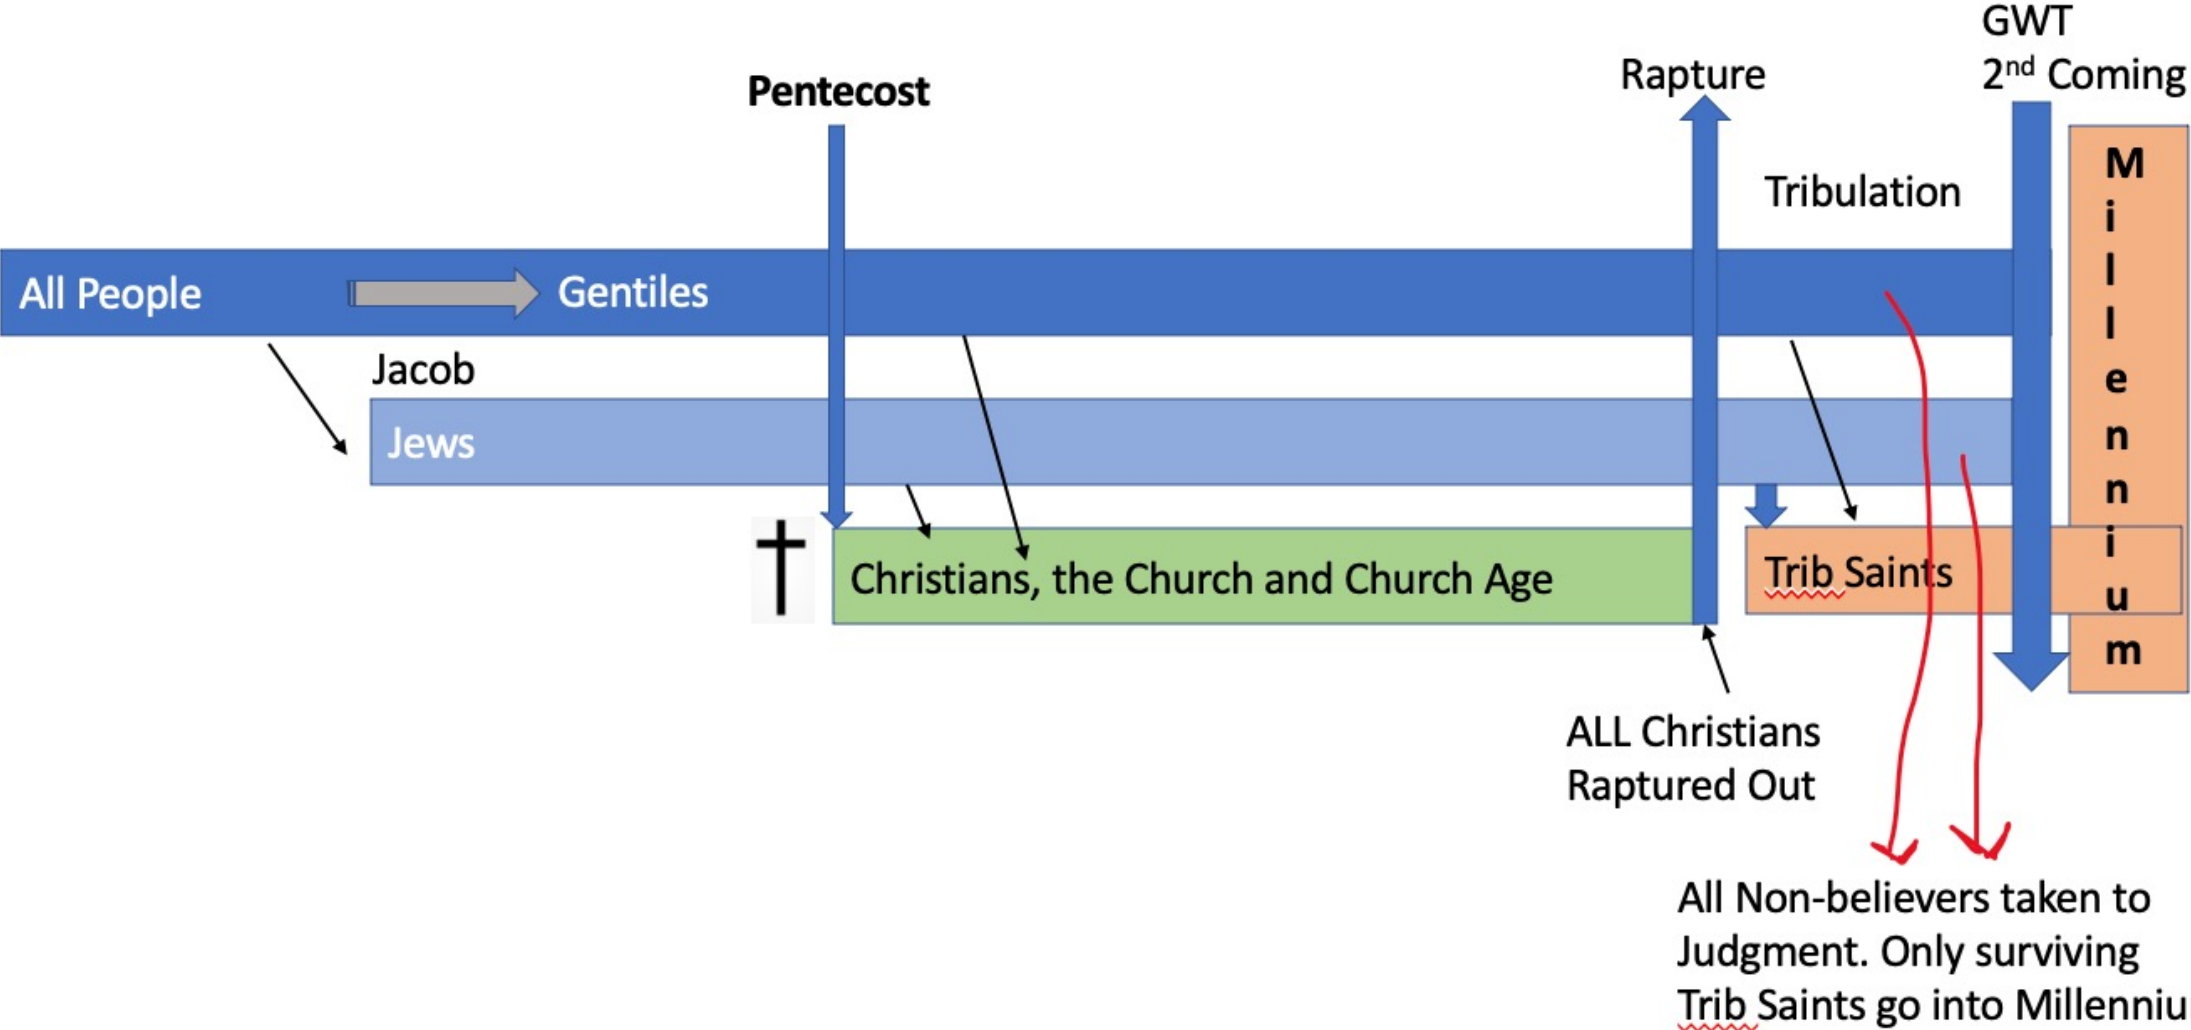 GWT
2nd Coming
Rapture
Pentecost
Tribulation
Millennium
All People
Gentiles
Jacob
Jews
Christians, the Church and Church Age
Trib Saints
ALL Christians
Raptured Out
All Non-believers taken to
Judgment. Only surviving
Trib Saints go into Millenniu